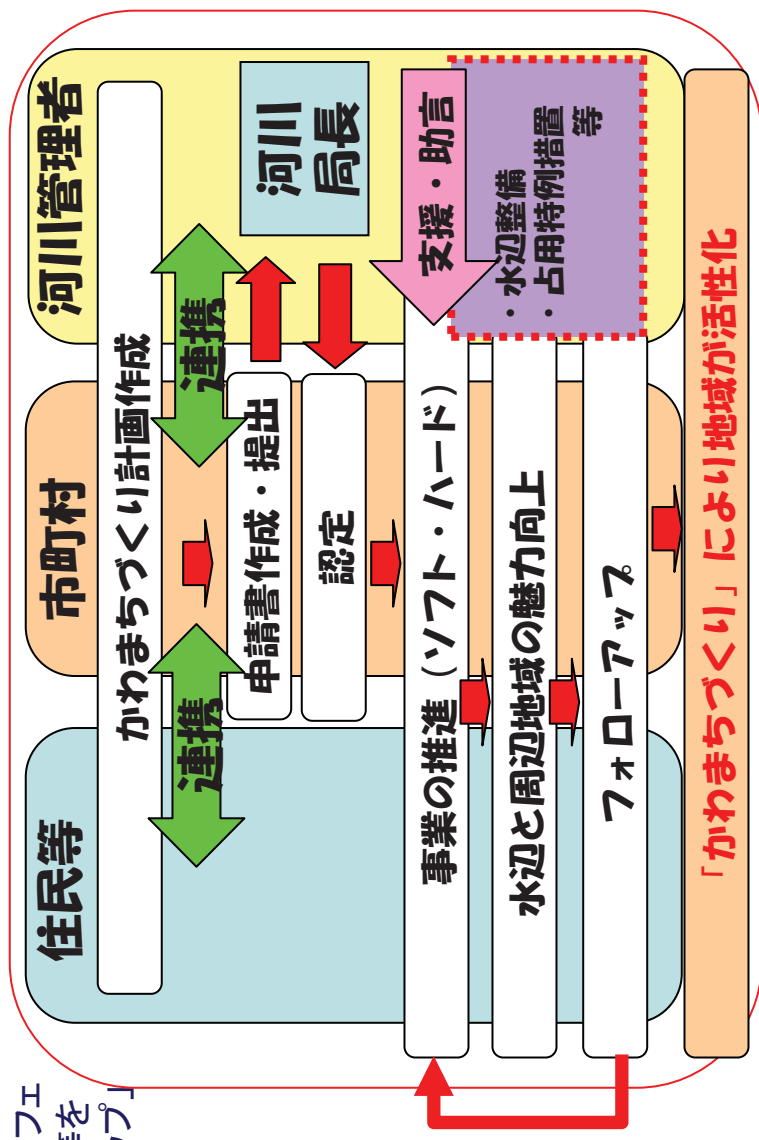 フェ
を
ップ」
住民等
市町村
河川管理者
かわまちづくり計画作成
連携
連携
申請書作成・提出
認定
河川
局長
支援・助言
・水辺整備
・占用特例措置
等
事業の推進（ソフト・ハード）
水辺と周辺地域の魅力向上
フォローアップ
「かわまちづくり」により地域が活性化